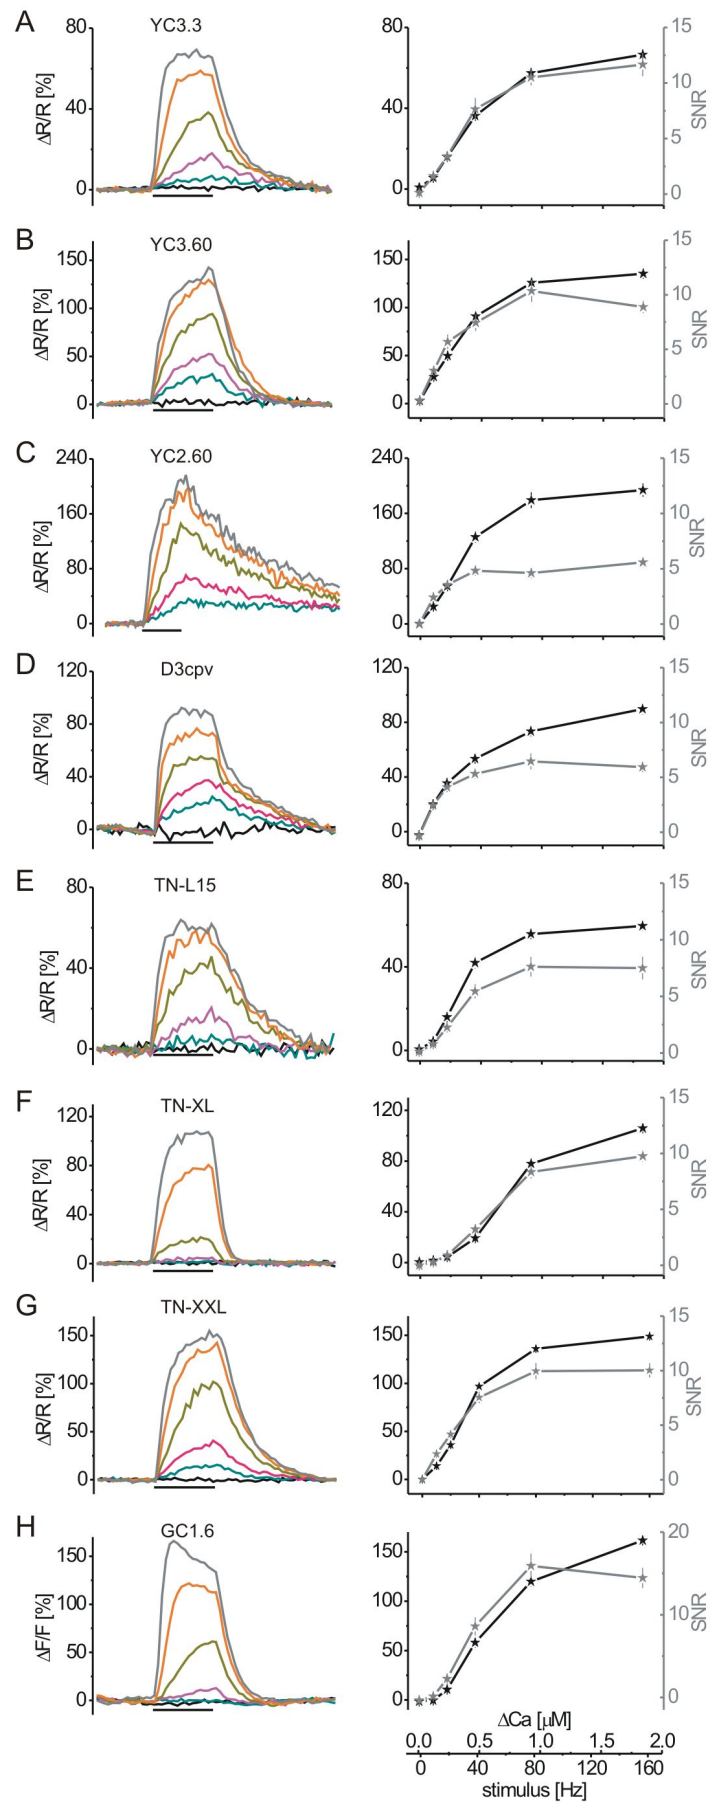 A
YC3.3
80
40
0
ΔR/R [%]
80
40
0
15
10
5
0
SNR
B
YC3.60
150
100
50
0
ΔR/R [%]
150
100
50
0
15
10
5
0
SNR
C
YC2.60
240
160
80
0
ΔR/R [%]
240
160
80
0
15
10
5
0
SNR
D
D3cpv
120
80
40
0
ΔR/R [%]
120
80
40
0
15
10
5
0
SNR
E
TN-L15
80
40
0
ΔR/R [%]
80
40
0
15
10
5
0
SNR
F
TN-XL
120
80
40
0
ΔR/R [%]
120
80
40
0
15
10
5
0
SNR
G
TN-XXL
150
100
50
0
ΔR/R [%]
150
100
50
0
15
10
5
0
SNR
H
GC1.6
150
100
50
0
ΔF/F [%]
150
100
50
0
20
10
0
SNR
ΔCa [µM]
0.0 0.5 1.0 1.5 2.0
0 40 80 120 160
stimulus [Hz]